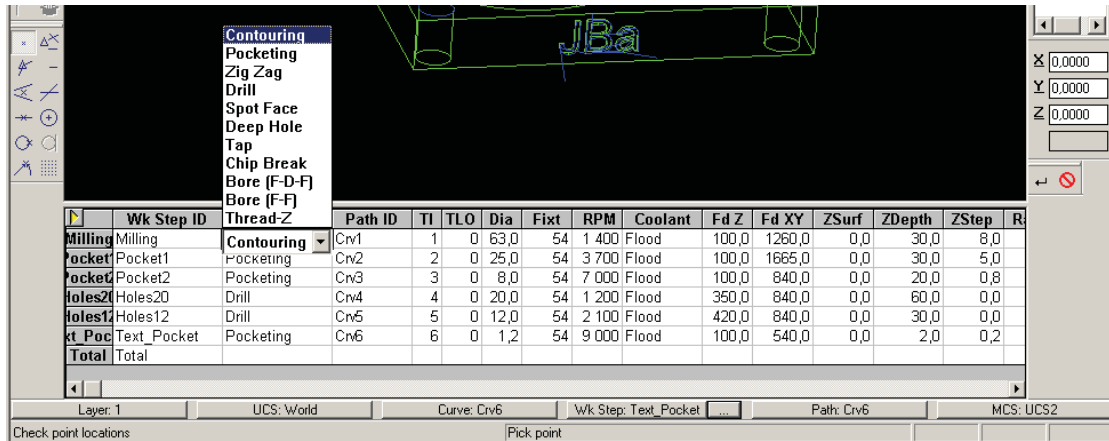 Contouring
Pocketing
Zig Zag
Drill
Spot Face
Deep Hole
Tap
Chip Break
Bore (F-D-F)
Bore (F-F)
Thread-Z
JBa
X 0,0000
Y 0,0000
Z 0,0000
Wk Step ID Path ID TI TLO Dia Fixt RPM Coolant Fd Z Fd XY ZSurf ZDepth ZStep R
Milling Milling Contouring Crv1 1 0 63,0 54 1 400 Flood 100,0 1260,0 0,0 30,0 8,0
Pocket1 Pocket1 Pocketing Crv2 2 0 25,0 54 3 700 Flood 100,0 1665,0 0,0 30,0 5,0
Pocket2 Pocket2 Pocketing Crv3 3 0 8,0 54 7 000 Flood 100,0 840,0 0,0 20,0 0,8
Holes20 Holes20 Drill Crv4 4 0 20,0 54 1 200 Flood 350,0 840,0 0,0 60,0 0,0
Holes12 Holes12 Drill Crv5 5 0 12,0 54 2 100 Flood 420,0 840,0 0,0 30,0 0,0
xt_Poc Text_Pocket Pocketing Crv6 6 0 1,2 54 9 000 Flood 100,0 540,0 0,0 2,0 0,2
Total Total
Layer: 1 UCS: World Curve: Crv6 Wk Step: Text_Pocket ... Path: Crv6 MCS: UCS2
Check point locations Pick point